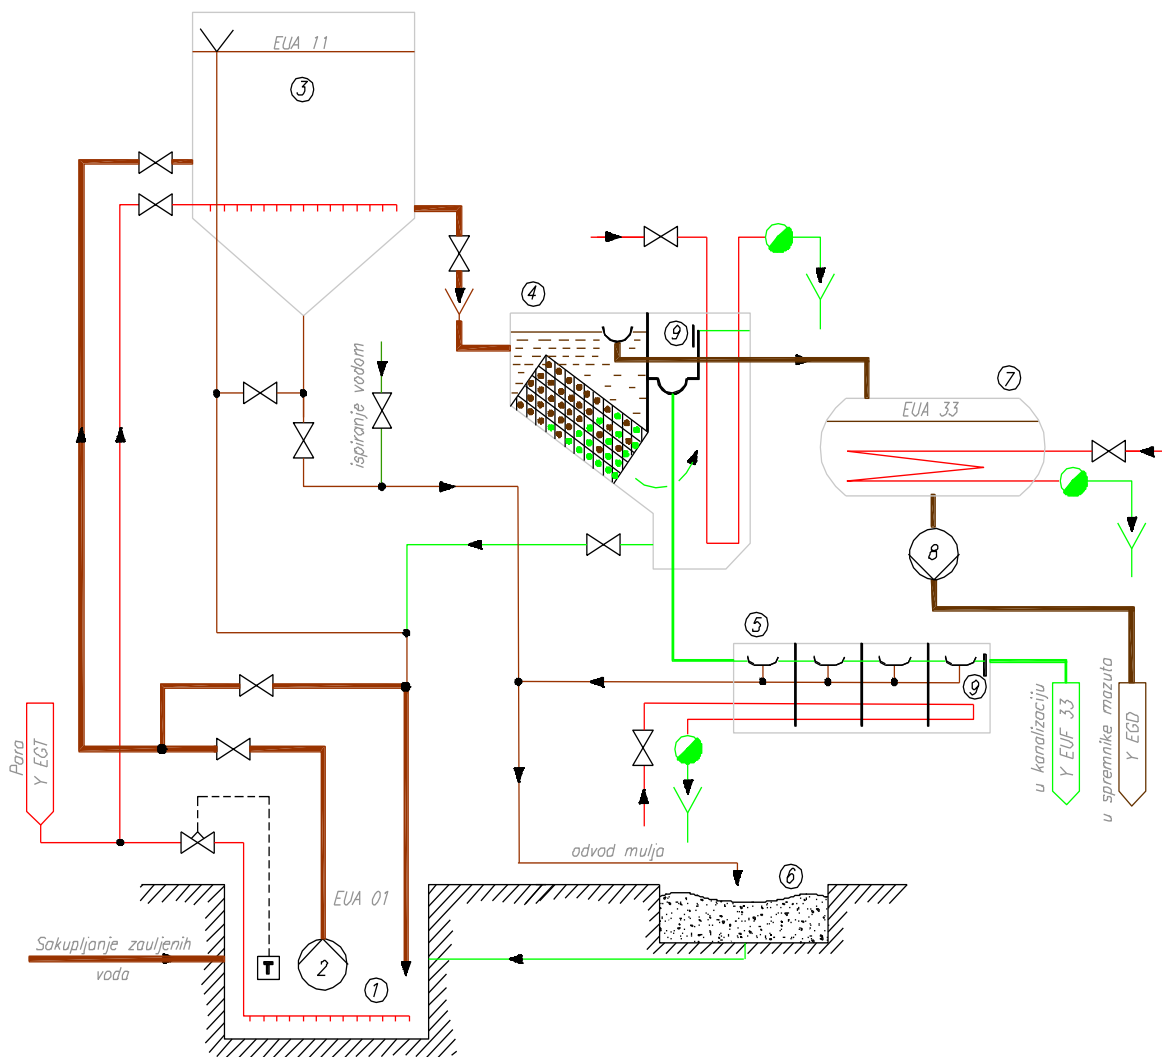 EUA 11
3
4
9
ispiranje vodom
7
EUA 33
8
5
9
Para
Y EGT
u kanalizaciju
Y EUF 33
u spremnike mazuta
Y EGD
odvod mulja
6
EUA 01
Sakupljanje zauljenih
voda
T
2
1